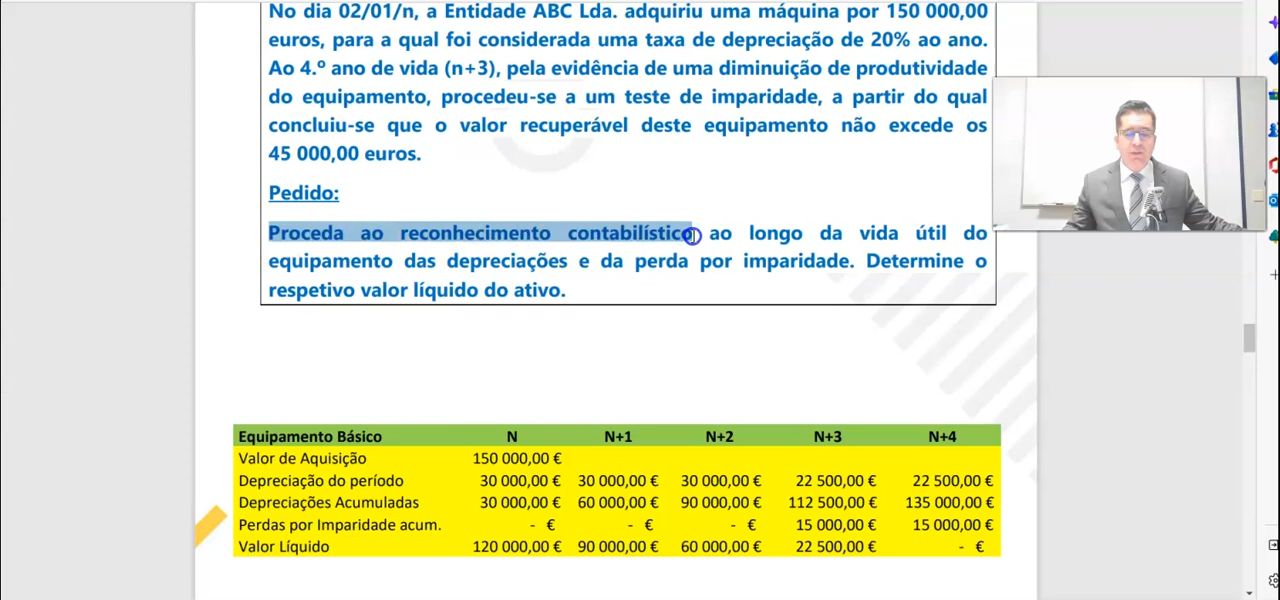 No dia 02/01/n, a Entidade ABC Lda. adquiriu uma máquina por 150 000,00
euros, para a qual foi considerada uma taxa de depreciação de 20% ao ano.
Ao 4.º ano de vida (n+3), pela evidência de uma diminuição de produtividade
do equipamento, procedeu-se a um teste de imparidade, a partir do qual
concluiu-se que o valor recuperável deste equipamento não excede os
45 000,00 euros.
Pedido:
Proceda ao reconhecimento contabilístico ao longo da vida útil do
equipamento das depreciações e da perda por imparidade. Determine o
respetivo valor líquido do ativo.
Equipamento Básico N N+1 N+2 N+3 N+4
Valor de Aquisição 150 000,00 €
Depreciação do período 30 000,00 € 30 000,00 € 30 000,00 € 22 500,00 € 22 500,00 €
Depreciações Acumuladas 30 000,00 € 60 000,00 € 90 000,00 € 112 500,00 € 135 000,00 €
Perdas por Imparidade acum. - € - € - € 15 000,00 € 15 000,00 €
Valor Líquido 120 000,00 € 90 000,00 € 60 000,00 € 22 500,00 € - €